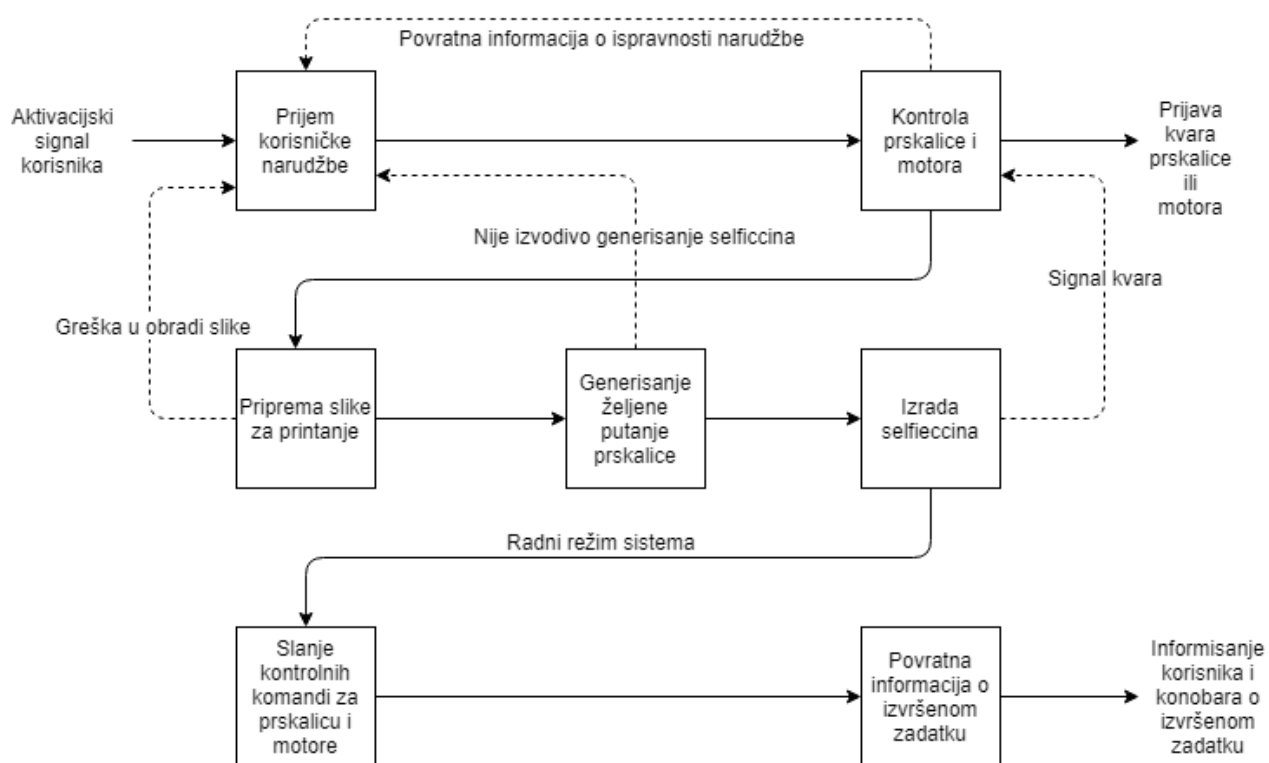 Povratna informacija o ispravnosti narudžbe
Aktivacijski
signal
korisnika
Prijem
korisničke
narudžbe
Kontrola
prskalice i
motora
Prijava
kvara
prskalice
ili
motora
Nije izvodivo generisanje selficcina
Signal kvara
Greška u obradi slike
Priprema slike
za printanje
Generisanje
željene
putanje
prskalice
Izrada
selfieccina
Radni režim sistema
Slanje
kontrolnih
komandi za
prskalicu i
motore
Povratna
informacija o
izvršenom
zadatku
Informisanje
korisnika i
konobara o
izvršenom
zadatku